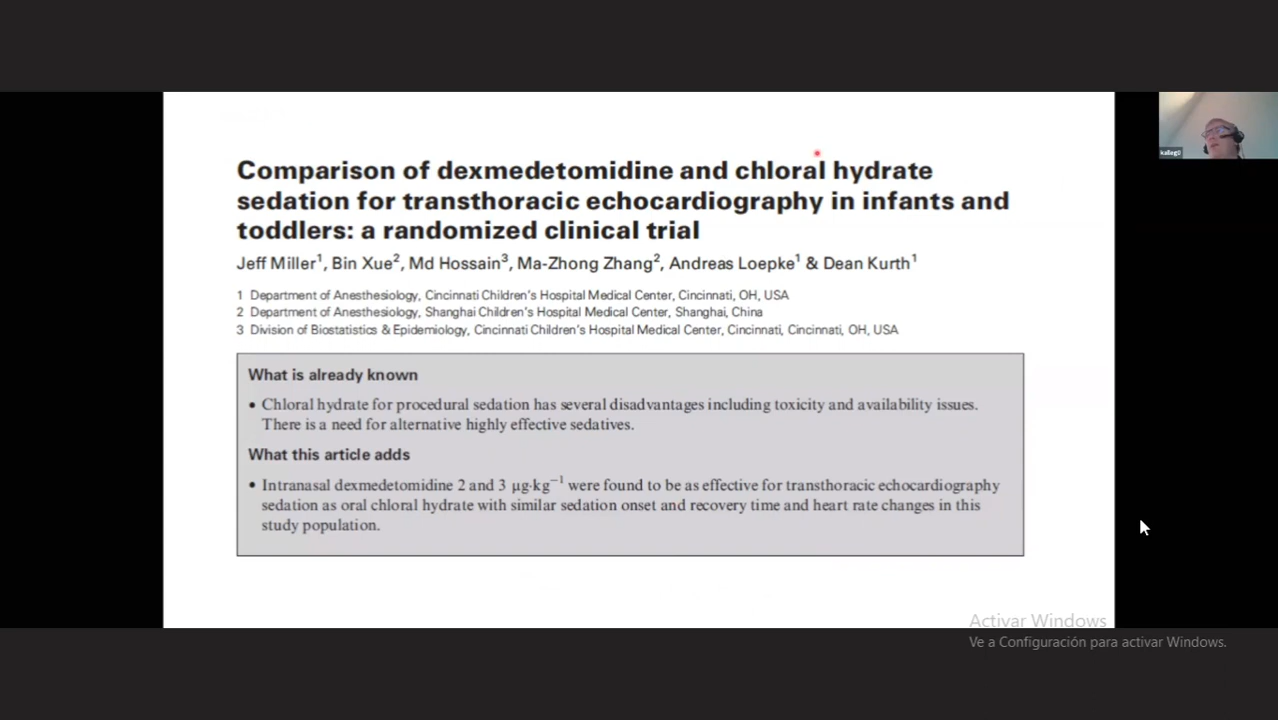 Comparison of dexmedetomidine and chloral hydrate
sedation for transthoracic echocardiography in infants and
toddlers: a randomized clinical trial
Jeff Miller1, Bin Xue2, Md Hossain3, Ma-Zhong Zhang2, Andreas Loepke1 & Dean Kurth1
1 Department of Anesthesiology, Cincinnati Children's Hospital Medical Center, Cincinnati, OH, USA
2 Department of Anesthesiology, Shanghai Children's Hospital Medical Center, Shanghai, China
3 Division of Biostatistics & Epidemiology, Cincinnati Children's Hospital Medical Center, Cincinnati, Cincinnati, OH, USA
What is already known
• Chloral hydrate for procedural sedation has several disadvantages including toxicity and availability issues.
There is a need for alternative highly effective sedatives.
What this article adds
• Intranasal dexmedetomidine 2 and 3 µg·kg−1 were found to be as effective for transthoracic echocardiography
sedation as oral chloral hydrate with similar sedation onset and recovery time and heart rate changes in this
study population.
Activar Windows
Ve a Configuración para activar Windows.